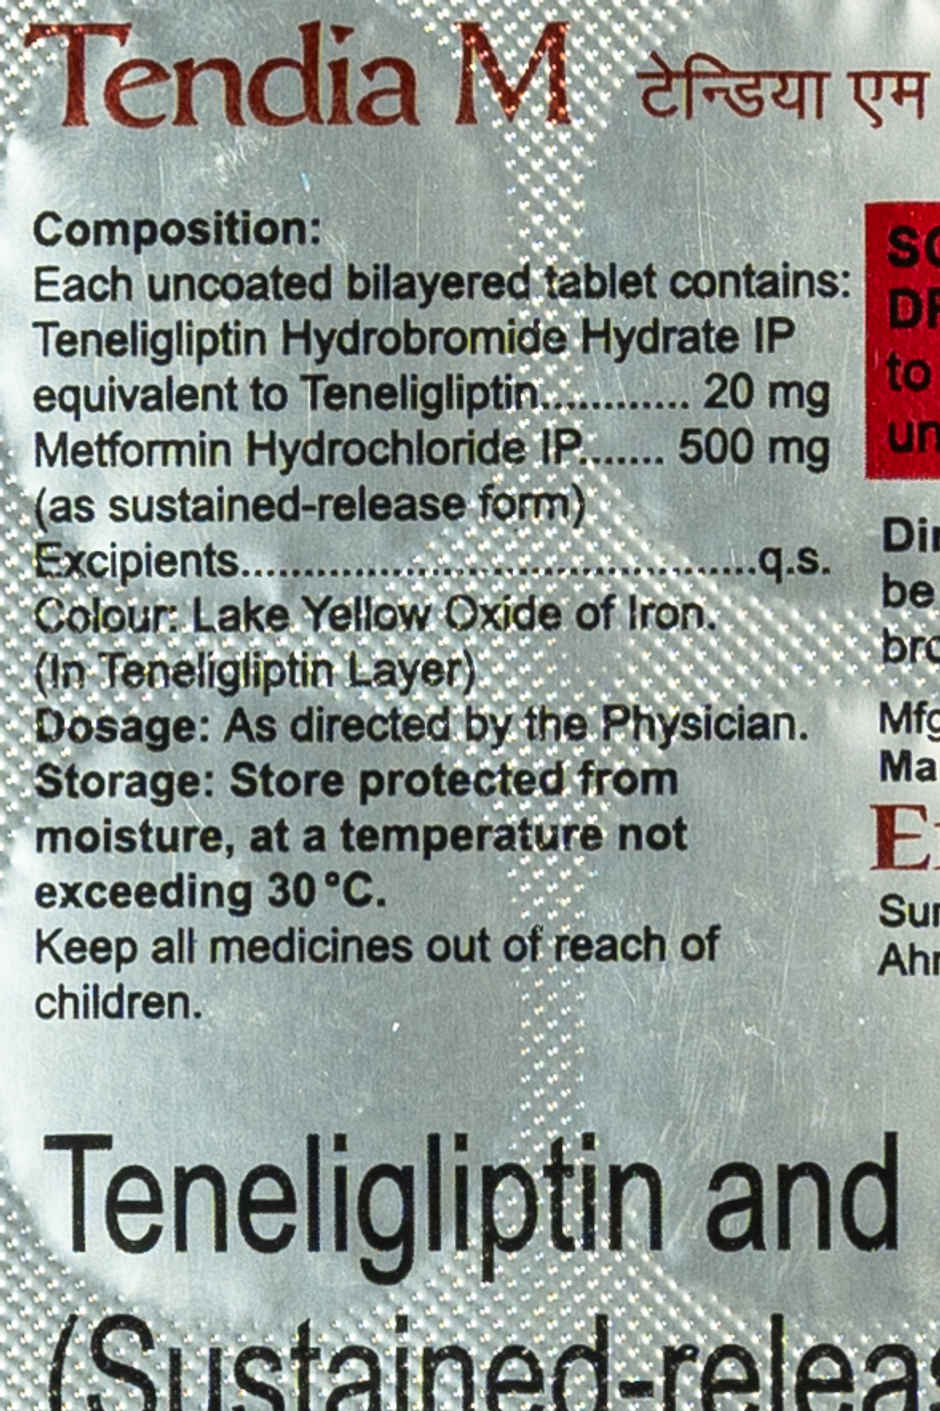 Tendia M टेन्डिया एम
Composition:
Each uncoated bilayered tablet contains:
Teneligliptin Hydrobromide Hydrate IP
equivalent to Teneligliptin............ 20 mg
Metformin Hydrochloride IP....... 500 mg
(as sustained-release form)
Excipients..........................................q.s.
Colour: Lake Yellow Oxide of Iron.
(In Teneligliptin Layer)
Dosage: As directed by the Physician.
Storage: Store protected from
moisture, at a temperature not
exceeding 30 °C.
Keep all medicines out of reach of
children.
to
be
Teneligliptin and